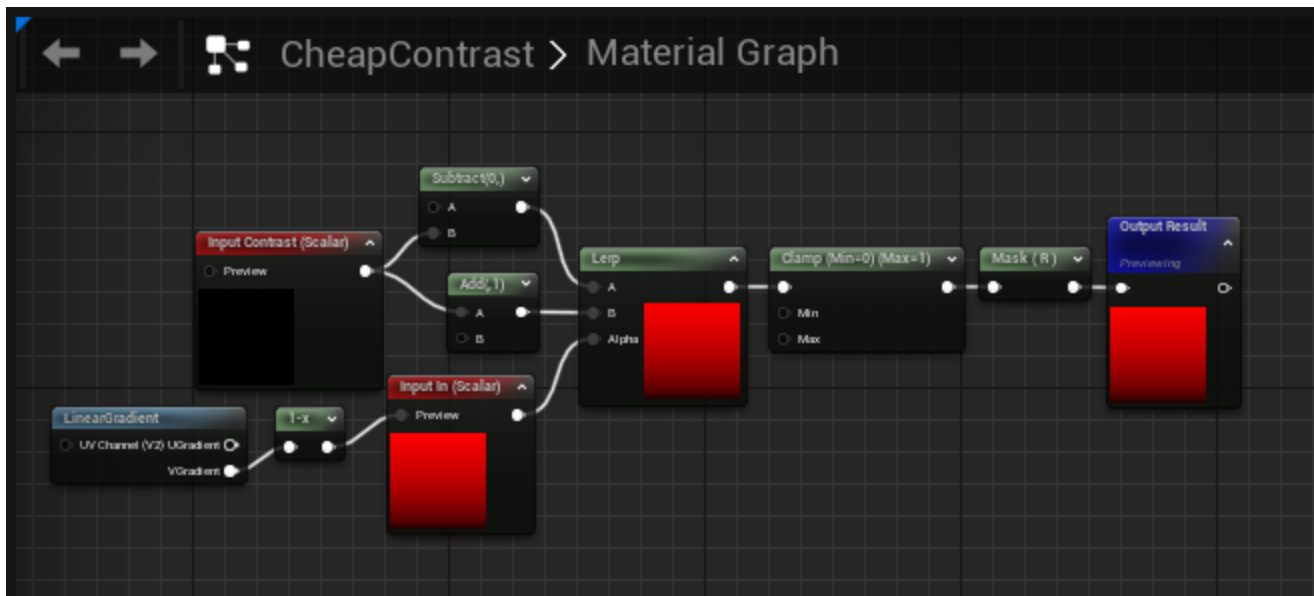 CheapContrast > Material Graph
Subtract(0,)
A
B
Input Contrast (Scalar)
Preview
Add(,1)
A
B
Lerp
A
B
Alpha
Clamp (Min=0) (Max=1)
Min
Max
Mask ( R )
Output Result
Previewing
Input In (Scalar)
Preview
LinearGradient
UV Channel (V2) UGradient
VGradient
1-x